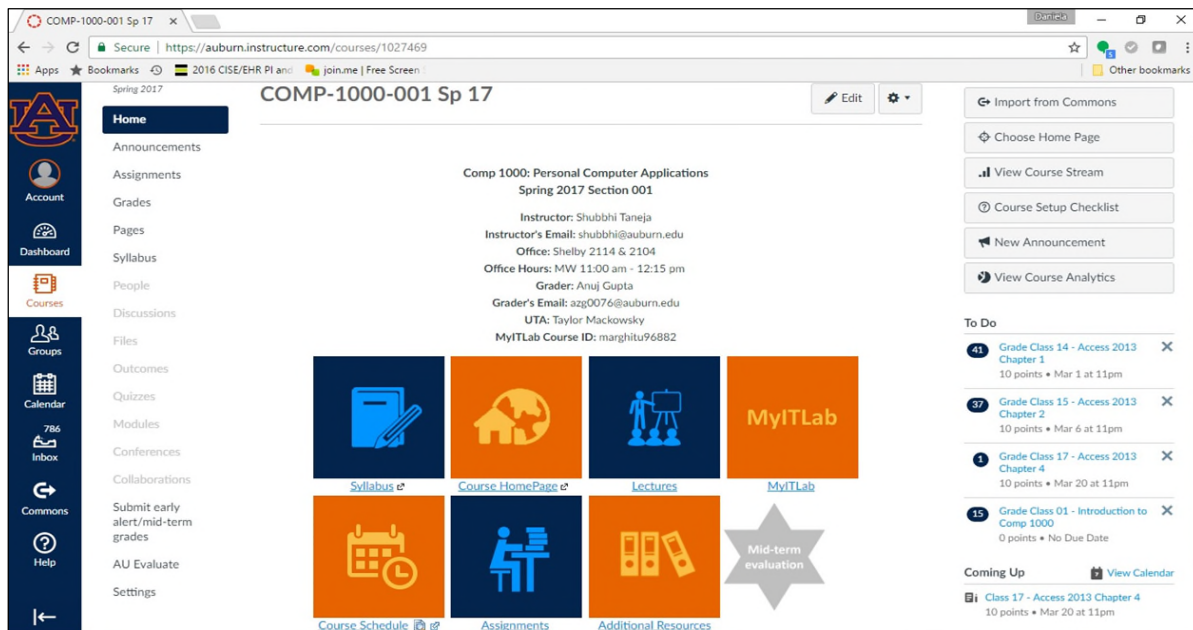 COMP-1000-001 Sp 17
Daniela
Secure | https://auburn.instructure.com/courses/1027469
5
Apps
Bookmarks
2016 CISE/EHR PI and
join.me | Free Screen
Other bookmarks
AU
Account
Dashboard
Courses
Groups
Calendar
786
Inbox
Commons
Help
Spring 2017
Home
Announcements
Assignments
Grades
Pages
Syllabus
People
Discussions
Files
Outcomes
Quizzes
Modules
Conferences
Collaborations
Submit early
alert/mid-term
grades
AU Evaluate
Settings
COMP-1000-001 Sp 17
Edit
Comp 1000: Personal Computer Applications
Spring 2017 Section 001
Instructor: Shubbhi Taneja
Instructor's Email: shubbhi@auburn.edu
Office: Shelby 2114 & 2104
Office Hours: MW 11:00 am - 12:15 pm
Grader: Anuj Gupta
Grader's Email: azg0076@auburn.edu
UTA: Taylor Mackowsky
MyITLab Course ID: marghitu96882
MyITLab
Syllabus
Course HomePage
Lectures
MyITLab
Mid-term
evaluation
Course Schedule
Assignments
Additional Resources
Import from Commons
Choose Home Page
View Course Stream
Course Setup Checklist
New Announcement
View Course Analytics
To Do
41 Grade Class 14 - Access 2013
Chapter 1
10 points • Mar 1 at 11pm
37 Grade Class 15 - Access 2013
Chapter 2
10 points • Mar 6 at 11pm
1 Grade Class 17 - Access 2013
Chapter 4
10 points • Mar 20 at 11pm
15 Grade Class 01 - Introduction to
Comp 1000
0 points • No Due Date
Coming Up
View Calendar
Class 17 - Access 2013 Chapter 4
10 points • Mar 20 at 11pm